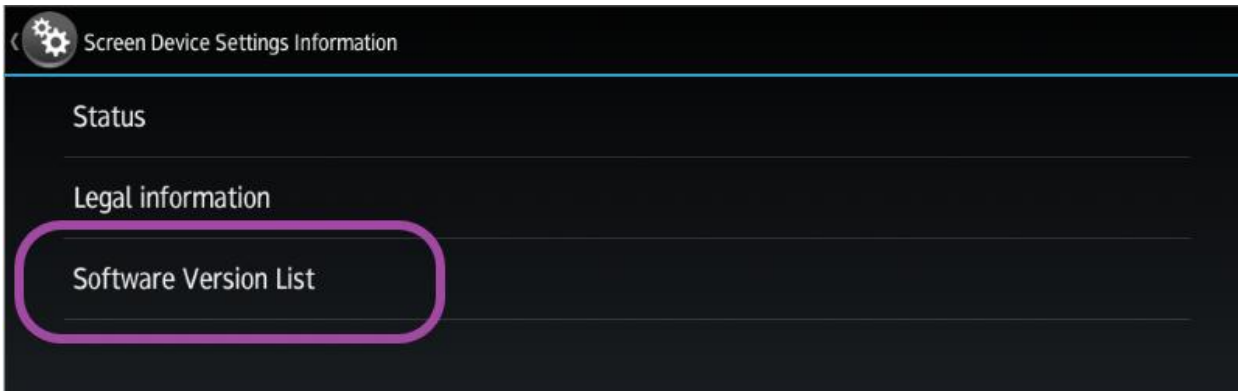 Screen Device Settings Information
Status
Legal information
Software Version List